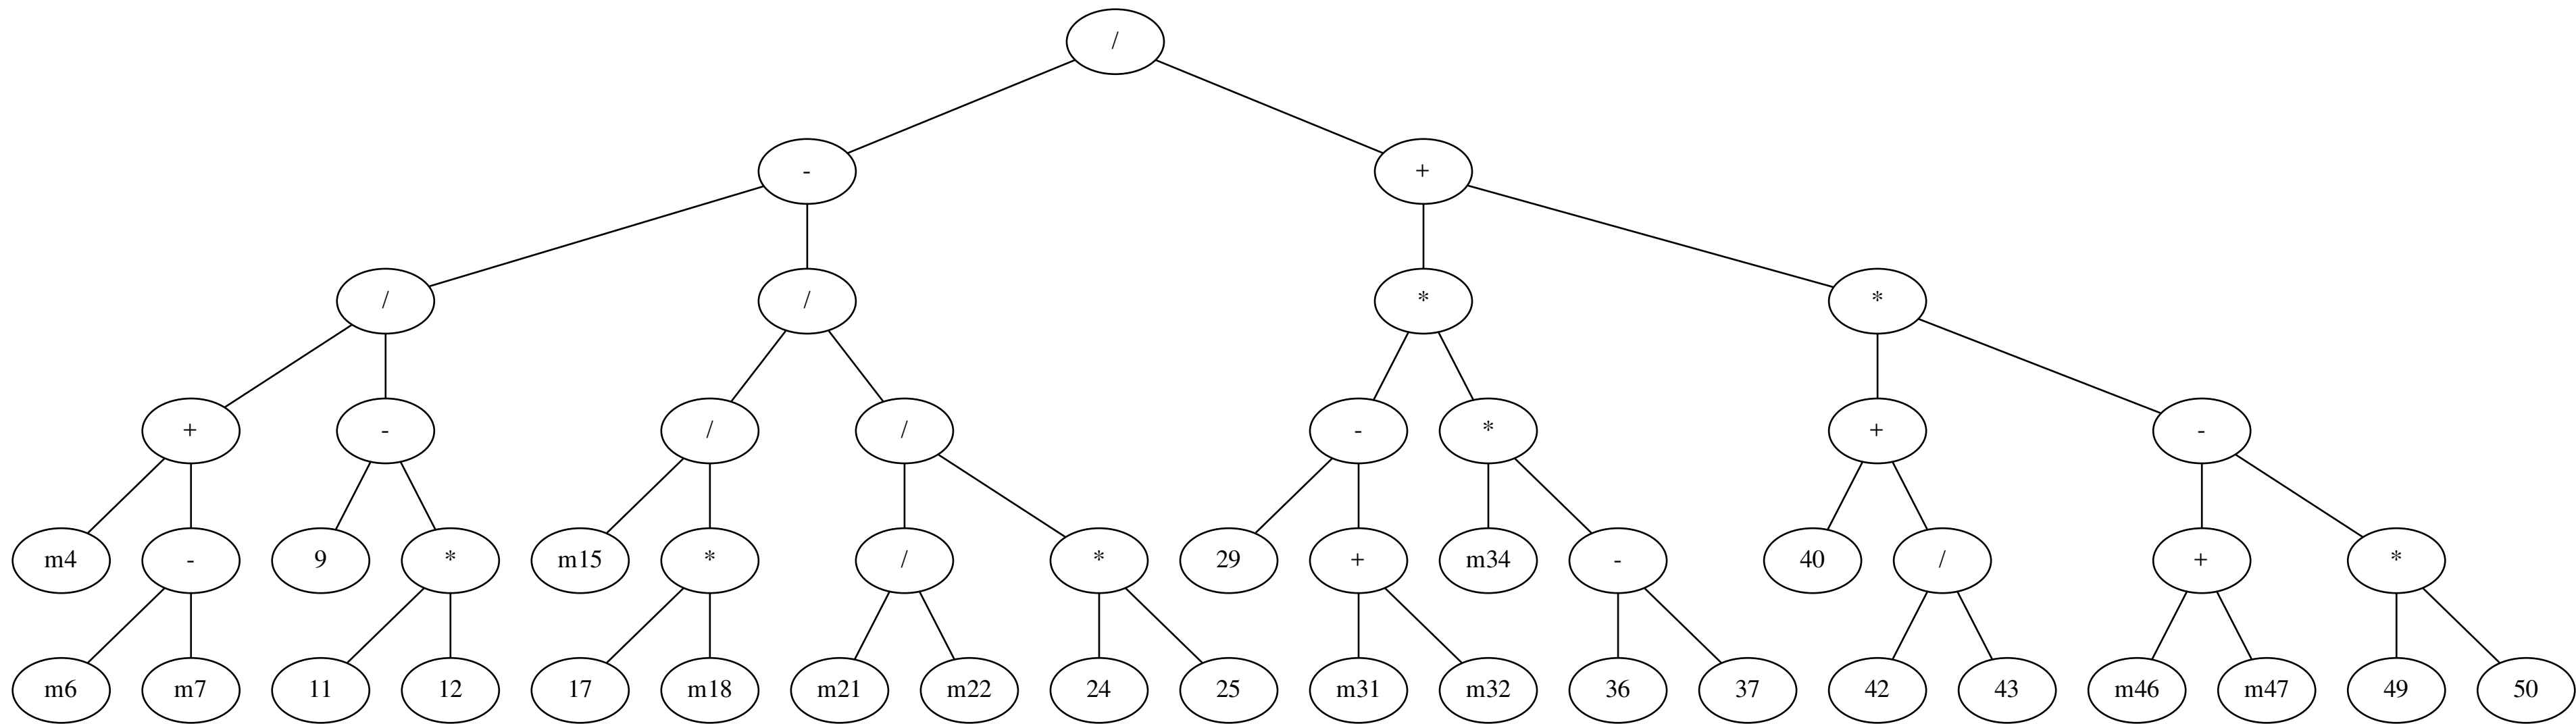 /
- +
/ / * *
+ - / / - * + -
m4 - 9 * m15 * / * 29 + m34 - 40 / + *
m6 m7 11 12 17 m18 m21 m22 24 25 m31 m32 36 37 42 43 m46 m47 49 50